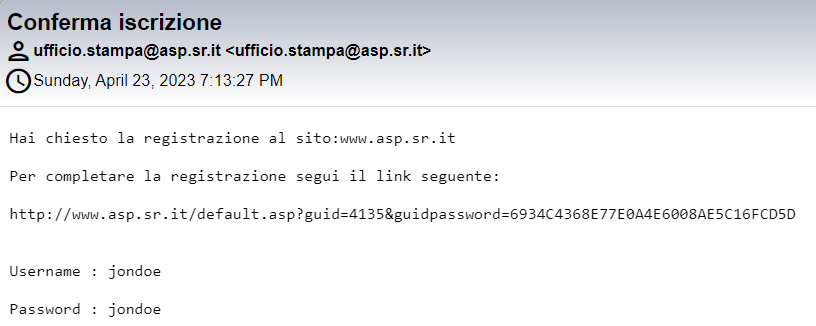 Conferma iscrizione
ufficio.stampa@asp.sr.it <ufficio.stampa@asp.sr.it>
Sunday, April 23, 2023 7:13:27 PM
Hai chiesto la registrazione al sito:www.asp.sr.it
Per completare la registrazione segui il link seguente:
http://www.asp.sr.it/default.asp?guid=4135&guidpassword=6934C4368E77E0A4E6008AE5C16FCD5D
Username : jondoe
Password : jondoe